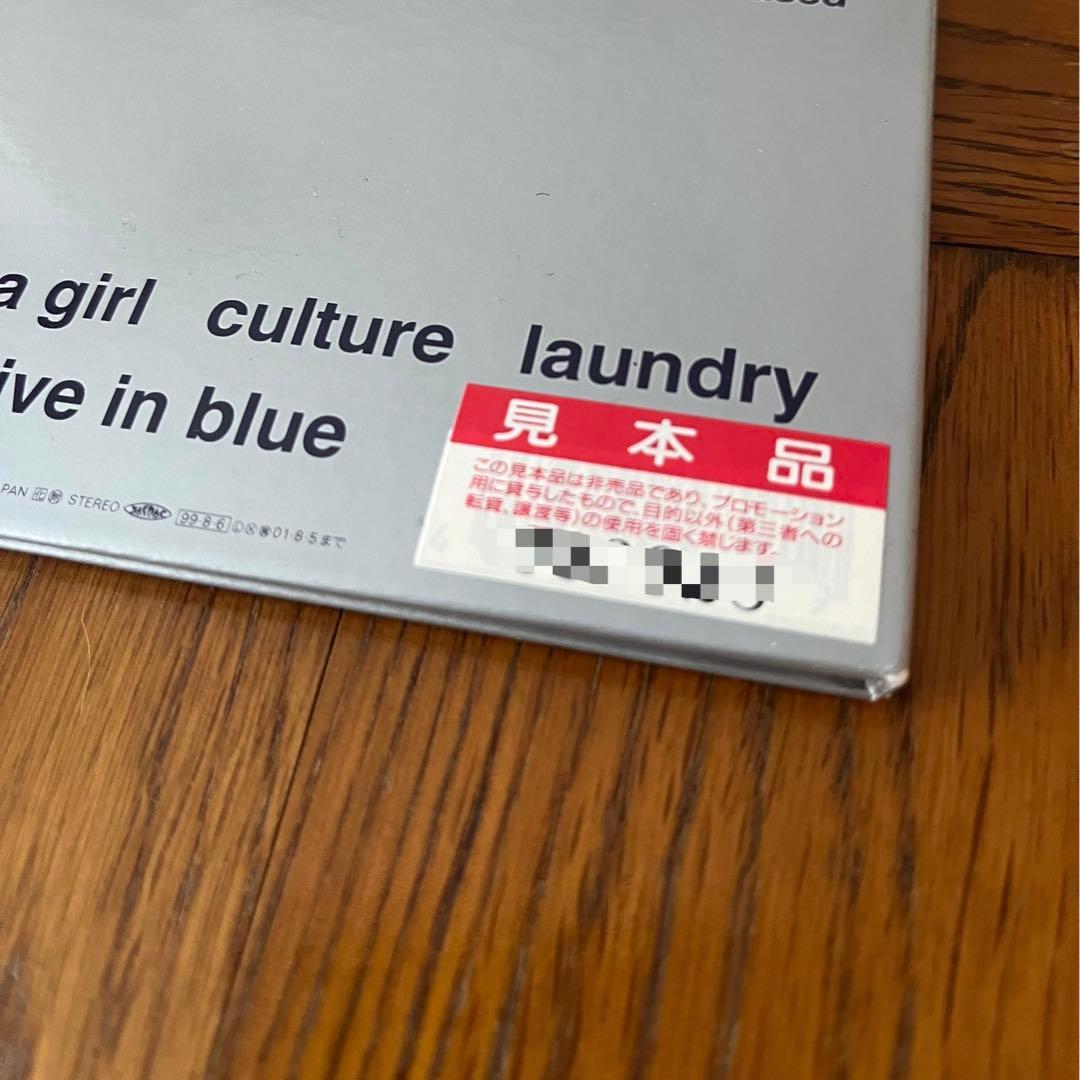 a girl culture laundry
in blue
STEREO JASRAC 99·8·6 01·8·5まで
見本品
この見本品は非売品であり、プロモーション
用に貸与したもので、目的以外(第三者への
転貸、譲渡等)の使用を固く禁じます。